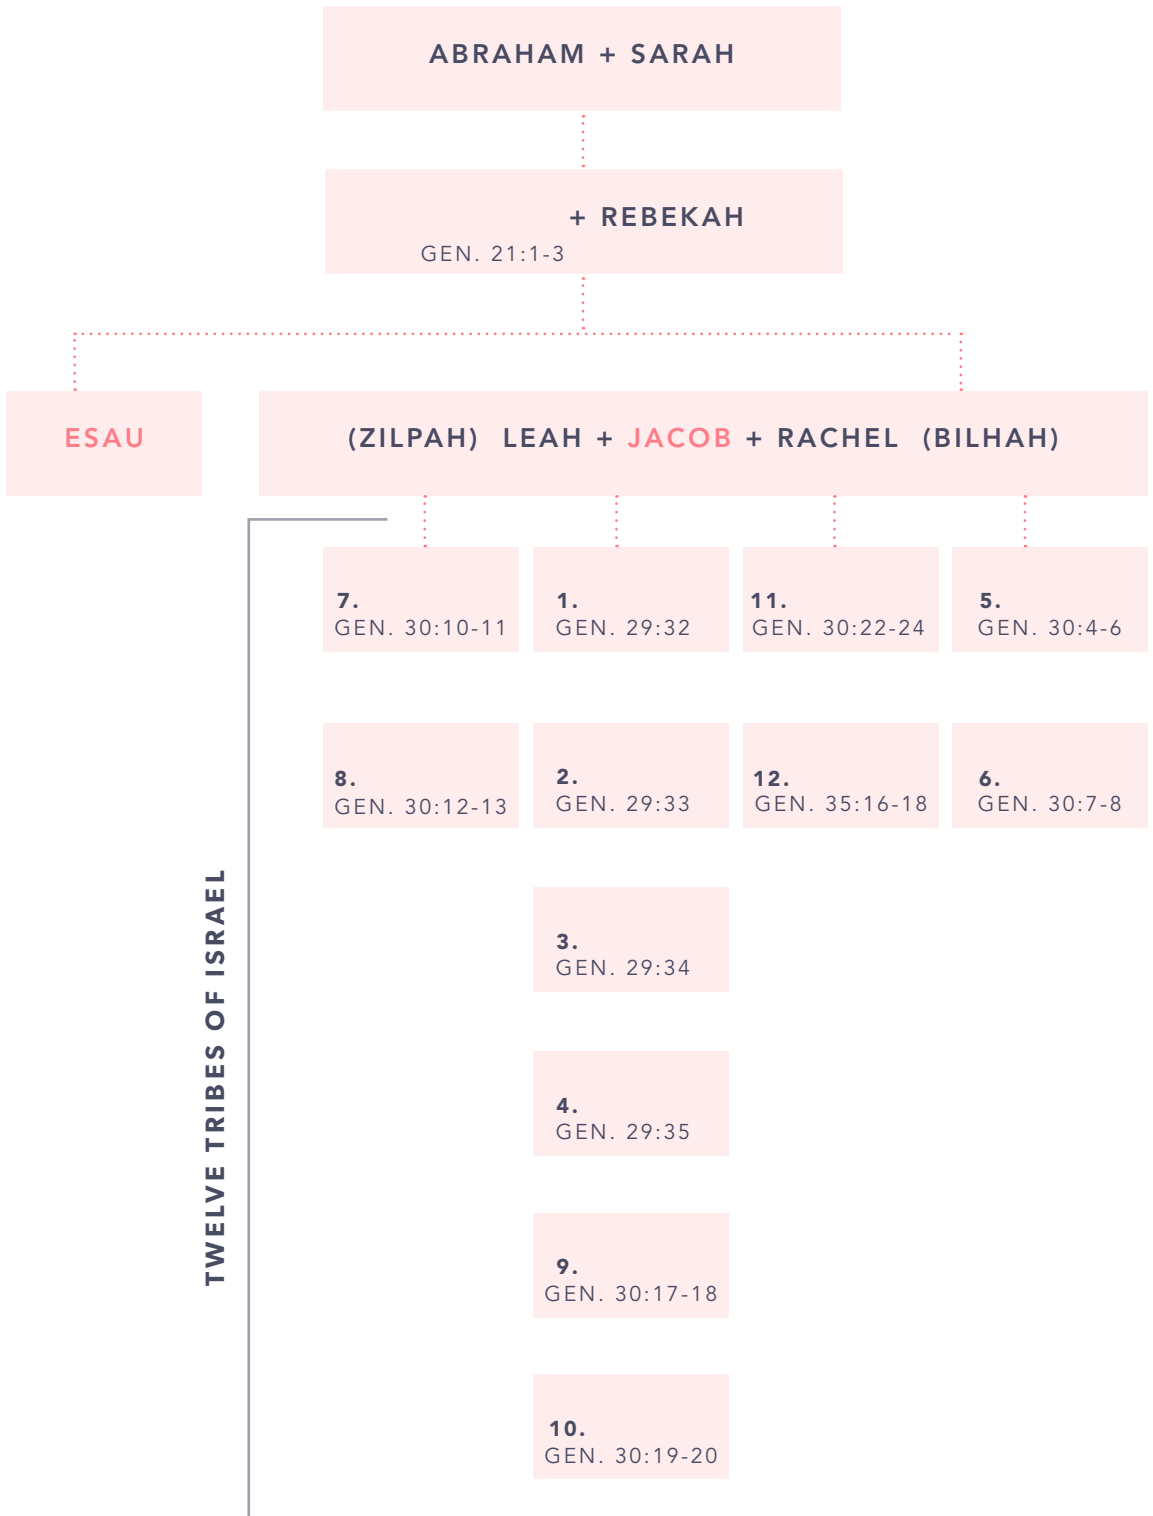 ABRAHAM + SARAH
+ REBEKAH
GEN. 21:1-3
ESAU
(ZILPAH) LEAH + JACOB + RACHEL (BILHAH)
7.
GEN. 30:10-11
1.
GEN. 29:32
11.
GEN. 30:22-24
5.
GEN. 30:4-6
8.
GEN. 30:12-13
2.
GEN. 29:33
12.
GEN. 35:16-18
6.
GEN. 30:7-8
3.
GEN. 29:34
4.
GEN. 29:35
9.
GEN. 30:17-18
10.
GEN. 30:19-20
TWELVE TRIBES OF ISRAEL